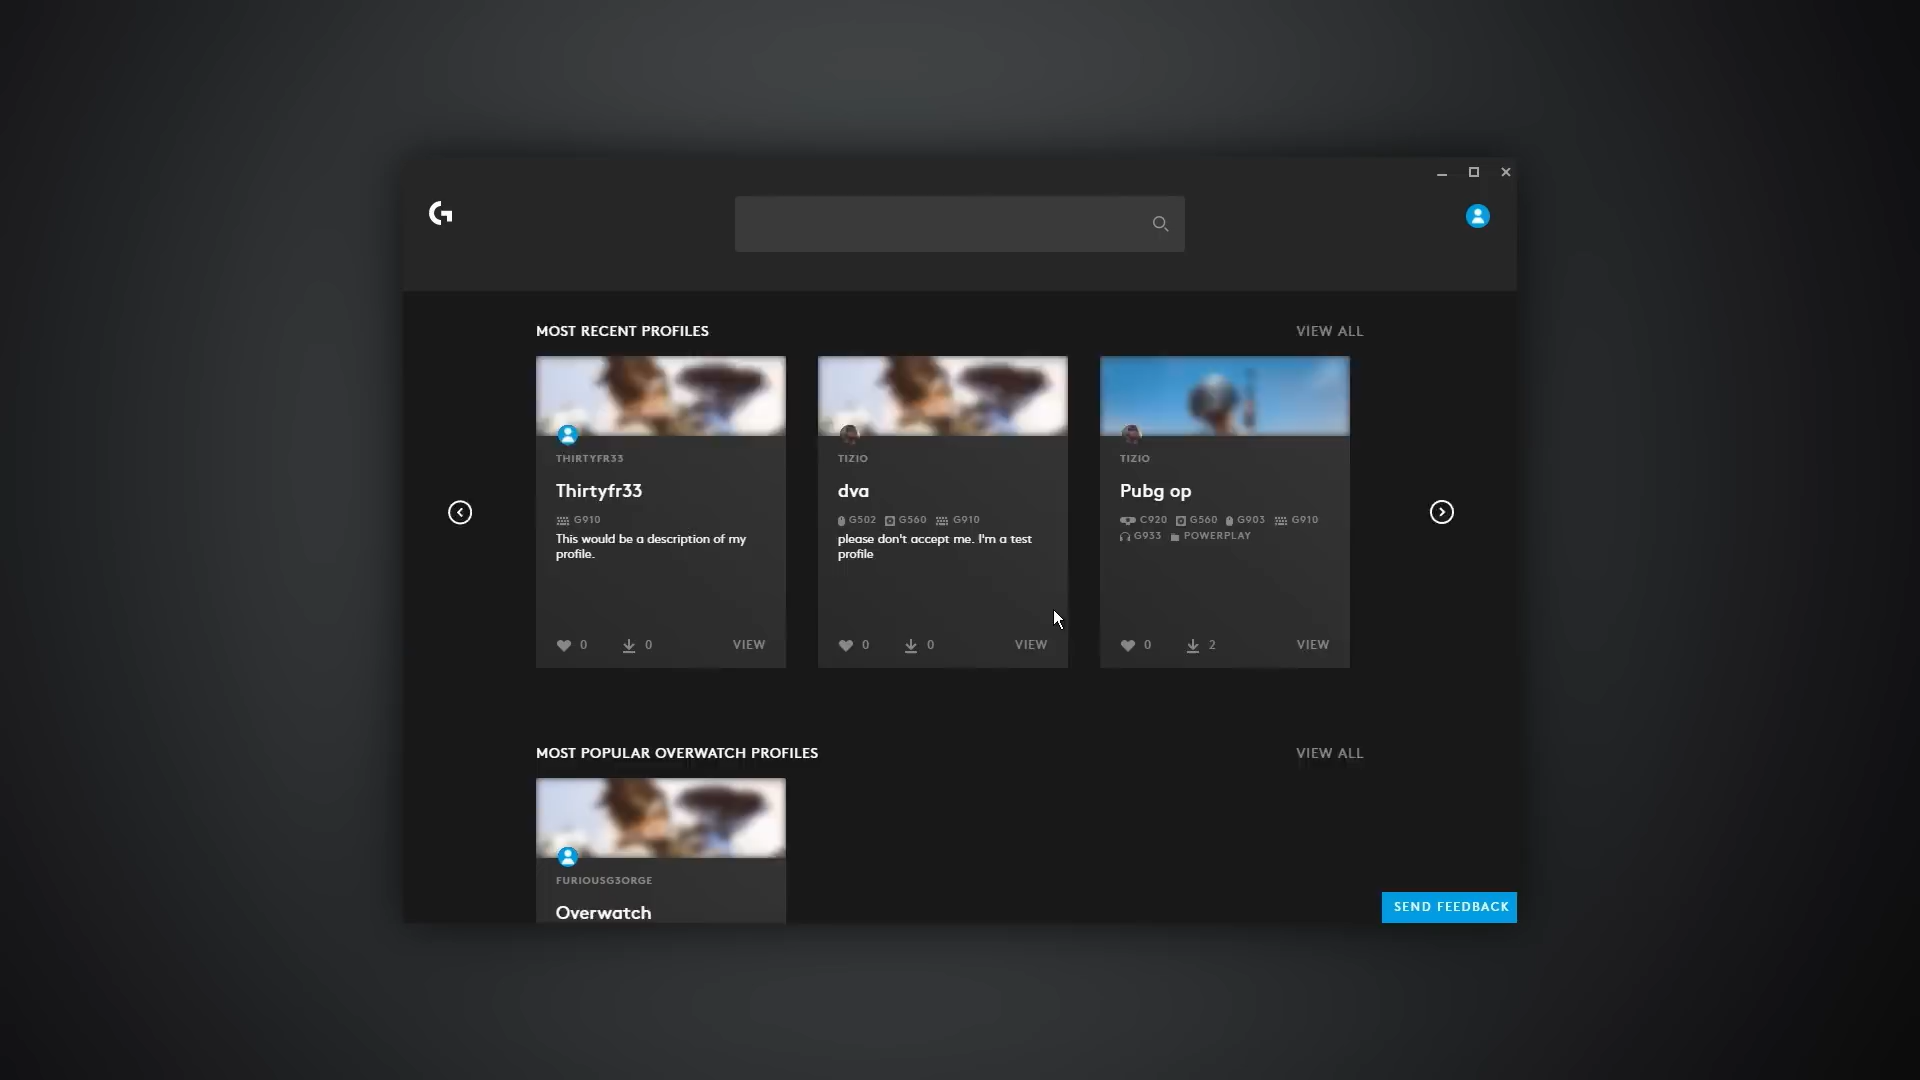 MOST RECENT PROFILES
VIEW ALL
THIRTYFR33
Thirtyfr33
G910
This would be a description of my
profile.
0
0
VIEW
TIZIO
dva
G502 G560 G910
please don't accept me. I'm a test
profile
0
0
VIEW
TIZIO
Pubg op
C920 G560 G903 G910
G933 POWERPLAY
0
2
VIEW
MOST POPULAR OVERWATCH PROFILES
VIEW ALL
FURIOUSG3ORGE
Overwatch
SEND FEEDBACK